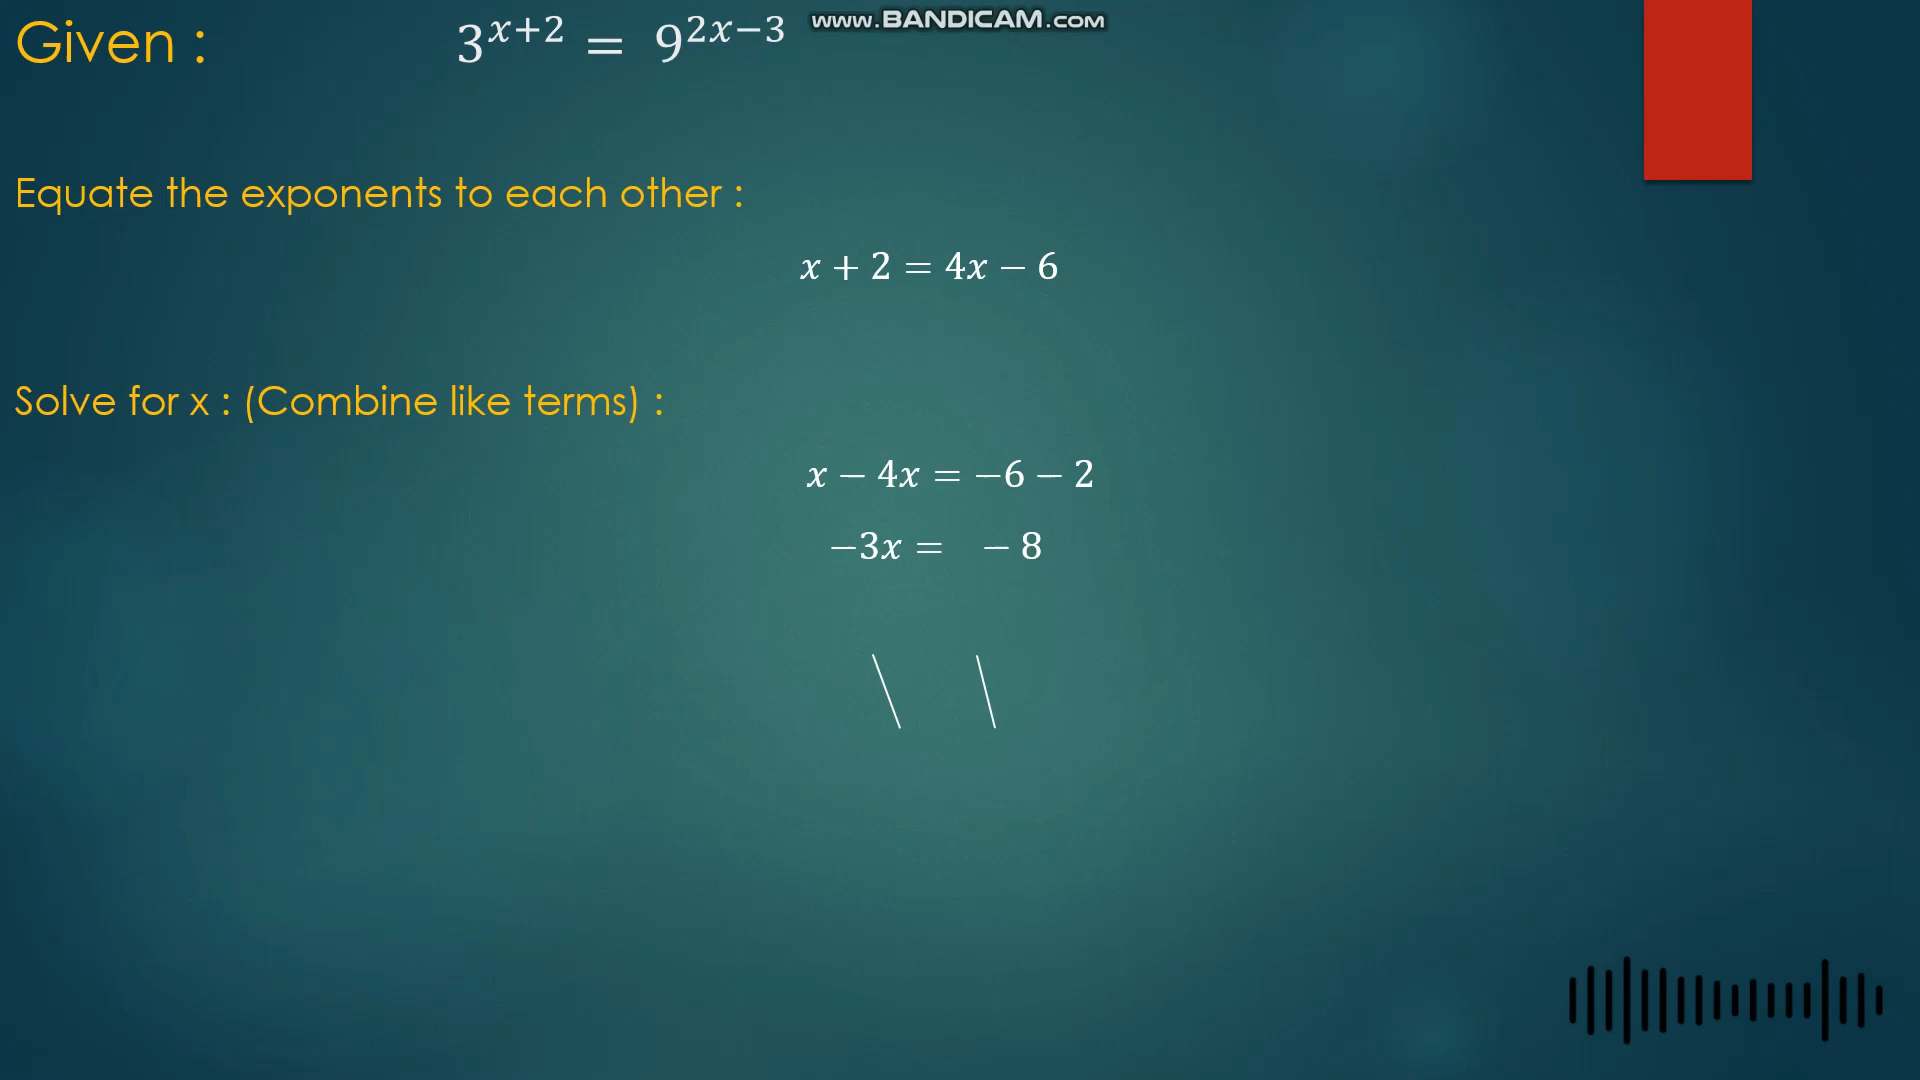 Given : 3^{x+2} = 9^{2x−3} www.BANDICAM.com
Equate the exponents to each other :
x + 2 = 4x − 6
Solve for x : (Combine like terms) :
x − 4x = −6 − 2
−3x = − 8